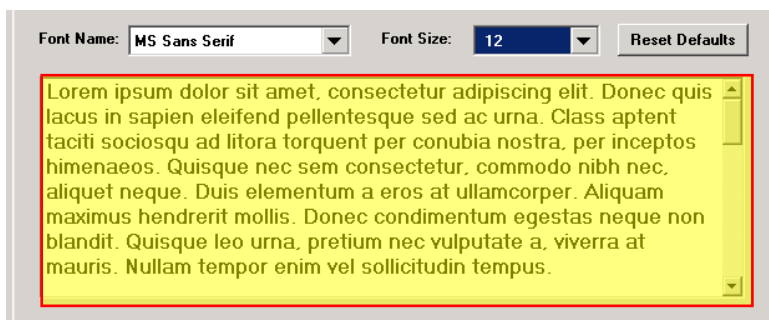 Font Name: MS Sans Serif Font Size: 12 Reset Defaults
Lorem ipsum dolor sit amet, consectetur adipiscing elit. Donec quis
lacus in sapien eleifend pellentesque sed ac urna. Class aptent
taciti sociosqu ad litora torquent per conubia nostra, per inceptos
himenaeos. Quisque nec sem consectetur, commodo nibh nec,
aliquet neque. Duis elementum a eros at ullamcorper. Aliquam
maximus hendrerit mollis. Donec condimentum egestas neque non
blandit. Quisque leo urna, pretium nec vulputate a, viverra at
mauris. Nullam tempor enim vel sollicitudin tempus.